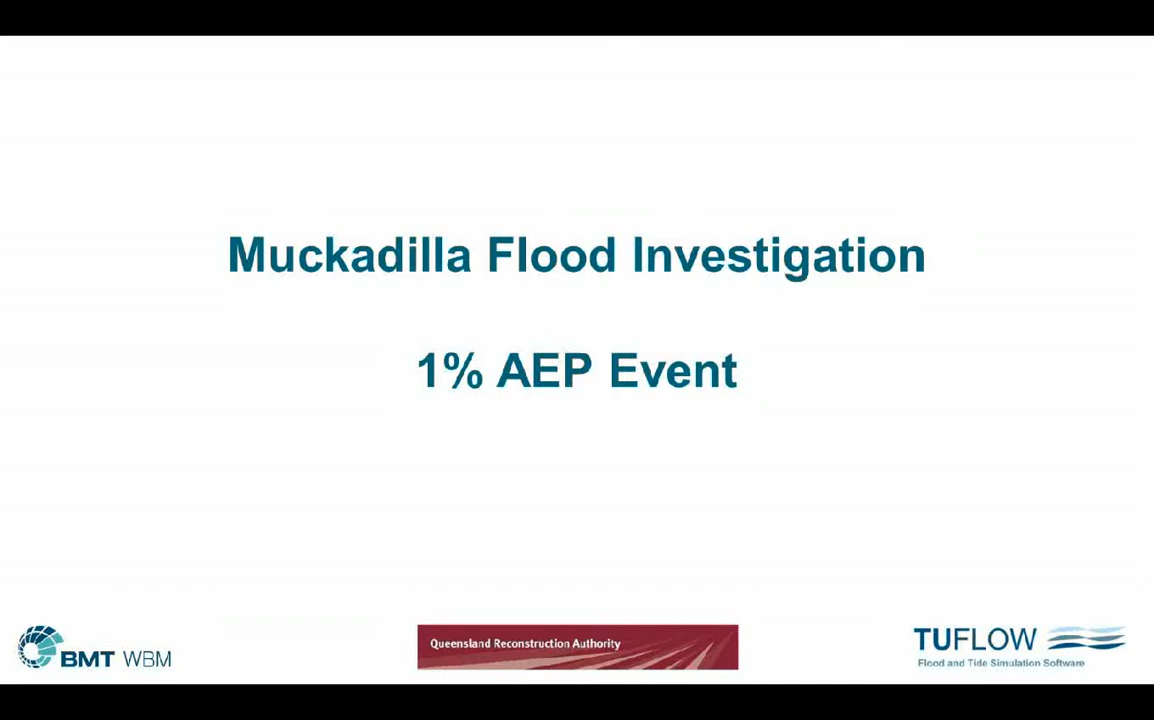 Muckadilla Flood Investigation
1% AEP Event
BMT WBM
Queensland Reconstruction Authority
TUFLOW
Flood and Tide Simulation Software